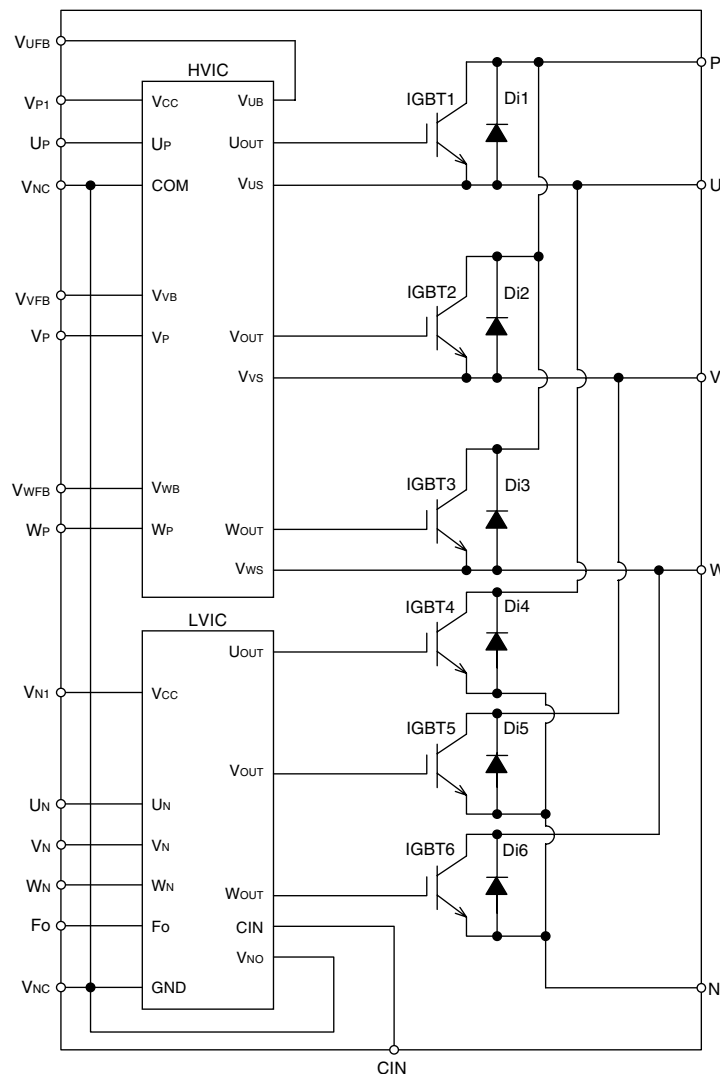 VUFB
HVIC
VP1
VCC
VUB
IGBT1
Di1
P
UP
UP
UOUT
VNC
COM
VUS
U
VVFB
VVB
IGBT2
Di2
VP
VP
VOUT
VVS
V
VWFB
VWB
IGBT3
Di3
WP
WP
WOUT
VWS
W
LVIC
IGBT4
Di4
UOUT
VN1
VCC
IGBT5
Di5
VOUT
UN
UN
VN
VN
IGBT6
Di6
WN
WN
WOUT
Fo
Fo
CIN
VNO
VNC
GND
N
CIN